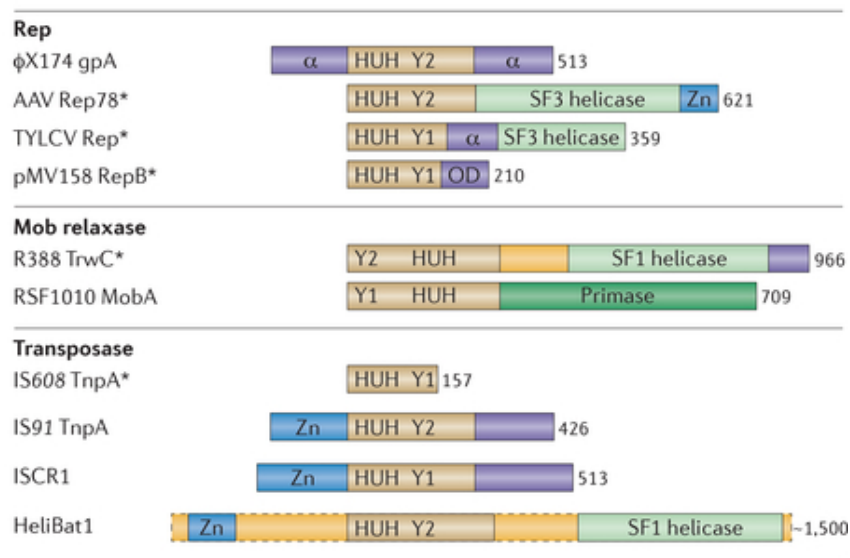 Rep
ϕX174 gpA α HUH Y2 α 513
AAV Rep78* HUH Y2 SF3 helicase Zn 621
TYLCV Rep* HUH Y1 α SF3 helicase 359
pMV158 RepB* HUH Y1 OD 210
Mob relaxase
R388 TrwC* Y2 HUH SF1 helicase 966
RSF1010 MobA Y1 HUH Primase 709
Transposase
IS608 TnpA* HUH Y1 157
IS91 TnpA Zn HUH Y2 426
ISCR1 Zn HUH Y1 513
HeliBat1 Zn HUH Y2 SF1 helicase ~1,500